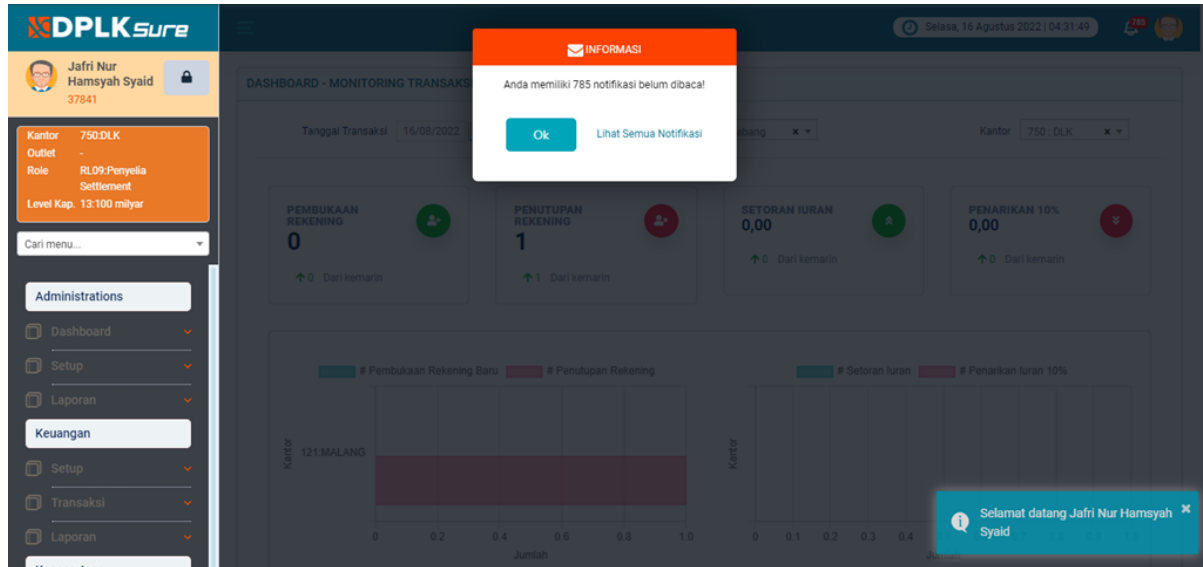 DPLKSure
Jafri Nur
Hamsyah Syaid
37841
Kantor 750:DLK
Outlet -
Role RL09:Penyelia
Settlement
Level Kap. 13:100 milyar
Cari menu...
Administrations
Dashboard
Setup
Laporan
Keuangan
Setup
Transaksi
Laporan
Selasa, 16 Agustus 2022 | 04:31:49
785
INFORMASI
Anda memiliki 785 notifikasi belum dibaca!
Ok Lihat Semua Notifikasi
DASHBOARD - MONITORING TRANSAKS
Tanggal Transaksi 16/08/2022
abang × Kantor 750 : DLK ×
PEMBUKAAN
REKENING
0
0 Dari kemarin
PENUTUPAN
REKENING
1
1 Dari kemarin
SETORAN IURAN
0,00
0 Dari kemarin
PENARIKAN 10%
0,00
0 Dari kemarin
# Pembukaan Rekening Baru # Penutupan Rekening
Kantor
121:MALANG
0 0.2 0.4 0.6 0.8 1.0
Jumlah
# Setoran Iuran # Penarikan Iuran 10%
Kantor
0 0.1 0.2 0.3 0.4
Selamat datang Jafri Nur Hamsyah ×
Syaid